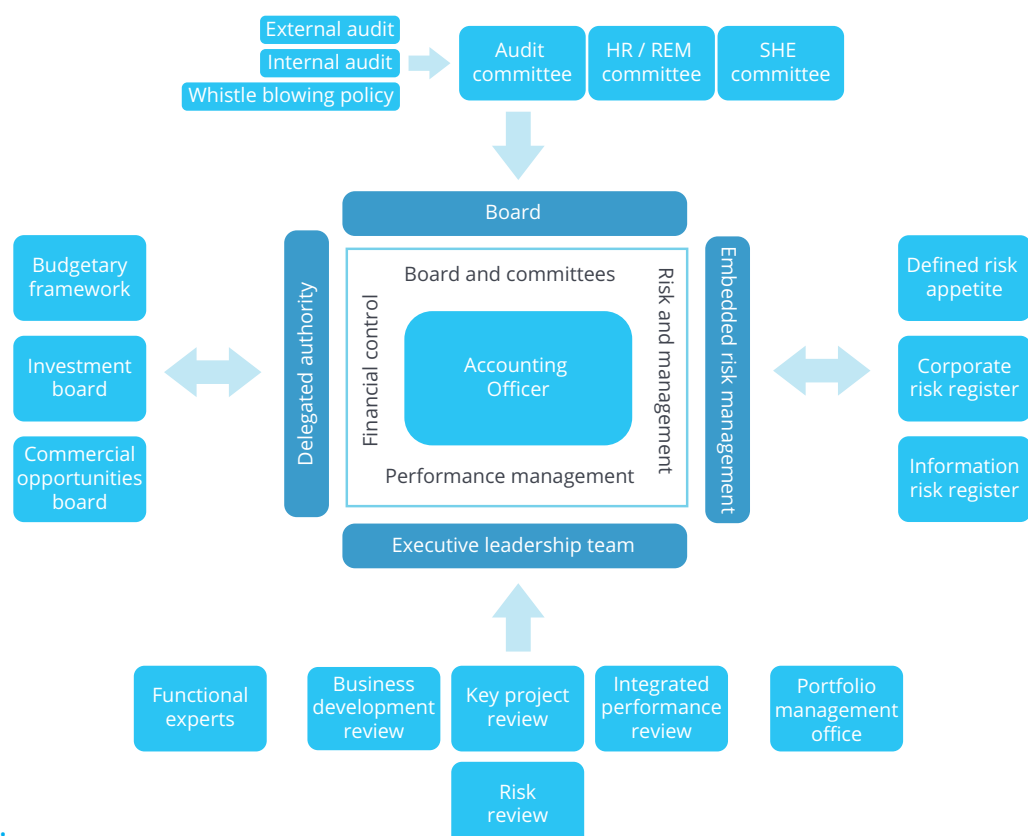 External audit
Internal audit
Whistle blowing policy
Audit
committee
HR / REM
committee
SHE
committee
Board
Budgetary
framework
Investment
board
Commercial
opportunities
board
Delegated authority
Financial control
Board and committees
Accounting
Officer
Performance management
Risk and management
Embedded risk management
Defined risk
appetite
Corporate
risk register
Information
risk register
Executive leadership team
Functional
experts
Business
development
review
Key project
review
Integrated
performance
review
Portfolio
management
office
Risk
review